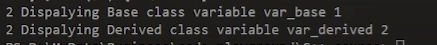 2 Dispalying Base class variable var_base 1
2 Dispalying Derived class variable var_derived 2